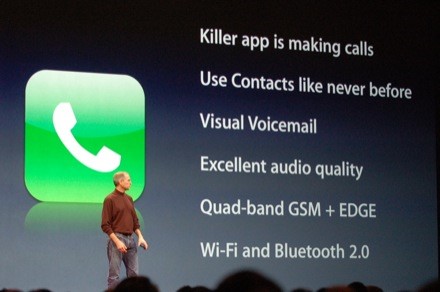 Killer app is making calls
Use Contacts like never before
Visual Voicemail
Excellent audio quality
Quad-band GSM + EDGE
Wi-Fi and Bluetooth 2.0